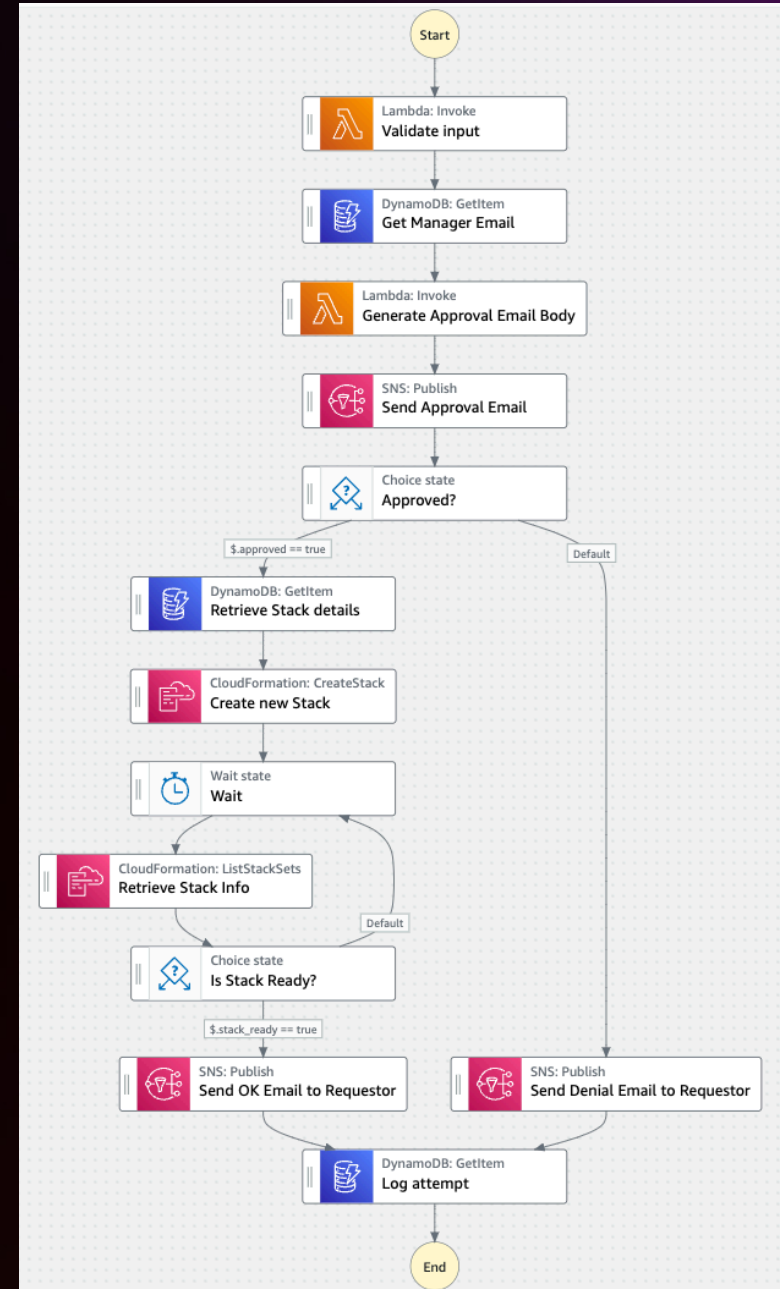 Start
Lambda: Invoke
Validate input
DynamoDB: GetItem
Get Manager Email
Lambda: Invoke
Generate Approval Email Body
SNS: Publish
Send Approval Email
Choice state
Approved?
$.approved == true
Default
DynamoDB: GetItem
Retrieve Stack details
CloudFormation: CreateStack
Create new Stack
Wait state
Wait
CloudFormation: ListStackSets
Retrieve Stack Info
Default
Choice state
Is Stack Ready?
$.stack_ready == true
SNS: Publish
Send OK Email to Requestor
SNS: Publish
Send Denial Email to Requestor
DynamoDB: GetItem
Log attempt
End